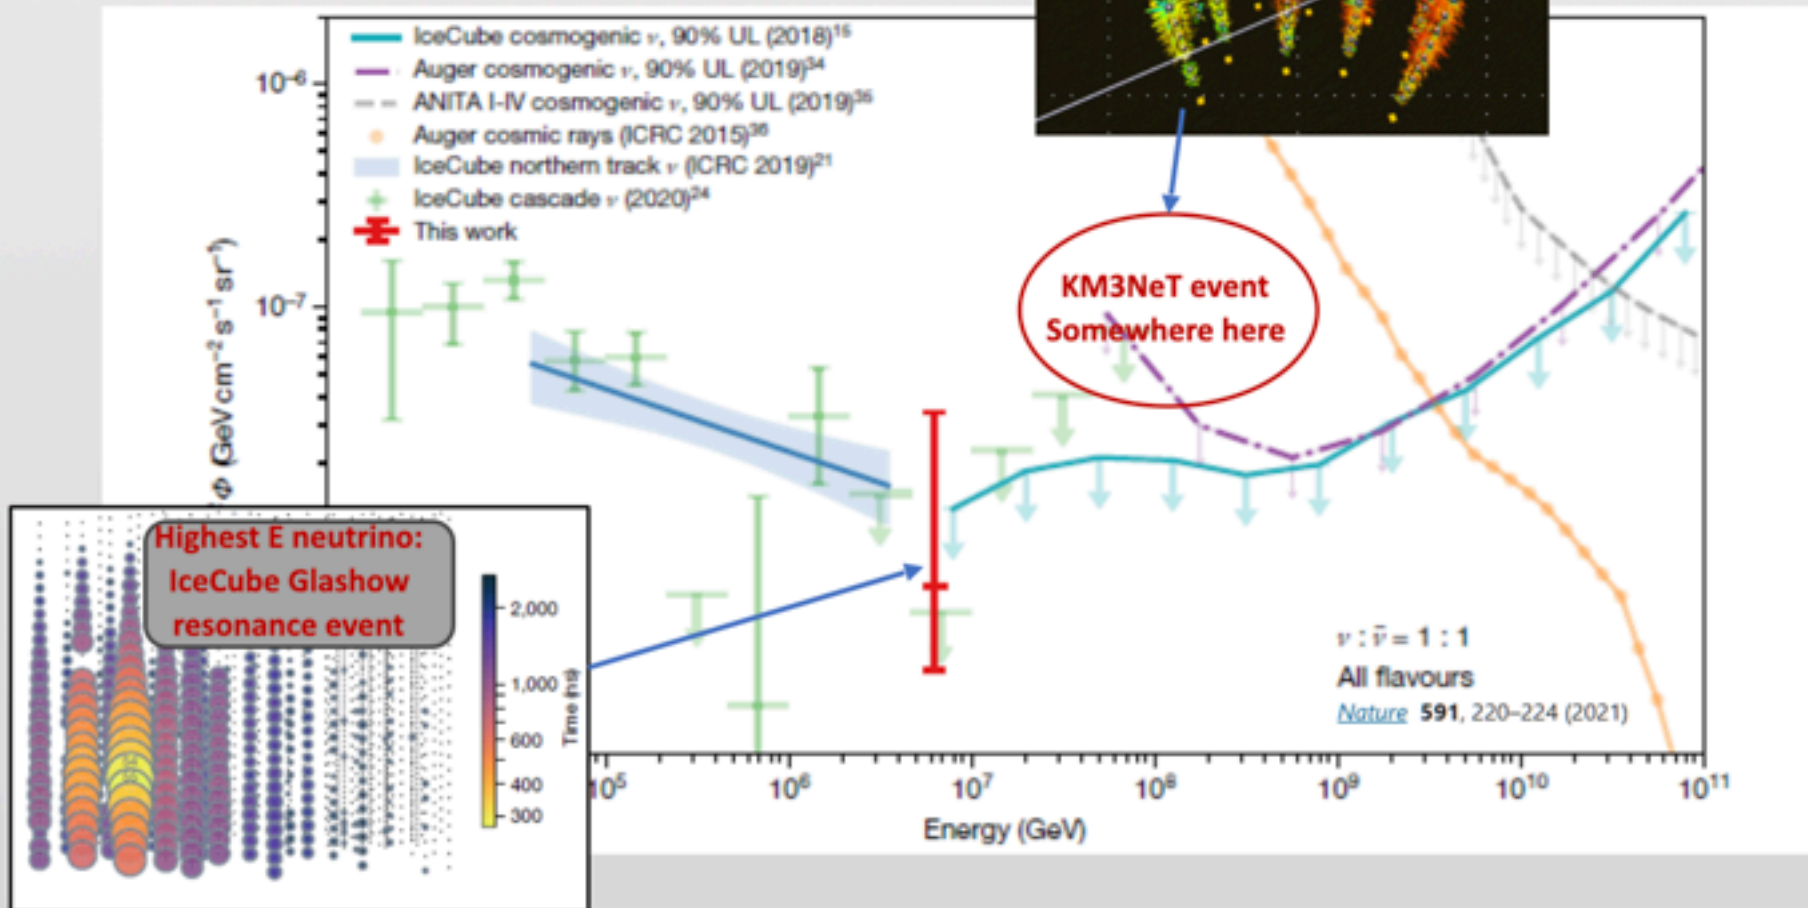 IceCube cosmogenic ν, 90% UL (2018)¹⁵
Auger cosmogenic ν, 90% UL (2019)³⁴
ANITA I-IV cosmogenic ν, 90% UL (2019)³⁵
Auger cosmic rays (ICRC 2015)³⁶
IceCube northern track ν (ICRC 2019)²¹
IceCube cascade ν (2020)²⁴
This work
10⁻⁶
10⁻⁷
Φ (GeV cm⁻² s⁻¹ sr⁻¹)
KM3NeT event
Somewhere here
Highest E neutrino:
IceCube Glashow
resonance event
2,000
1,000
600
400
300
Time (ns)
ν : ν̄ = 1 : 1
All flavours
Nature 591, 220–224 (2021)
10⁵
10⁶
10⁷
10⁸
10⁹
10¹⁰
10¹¹
Energy (GeV)